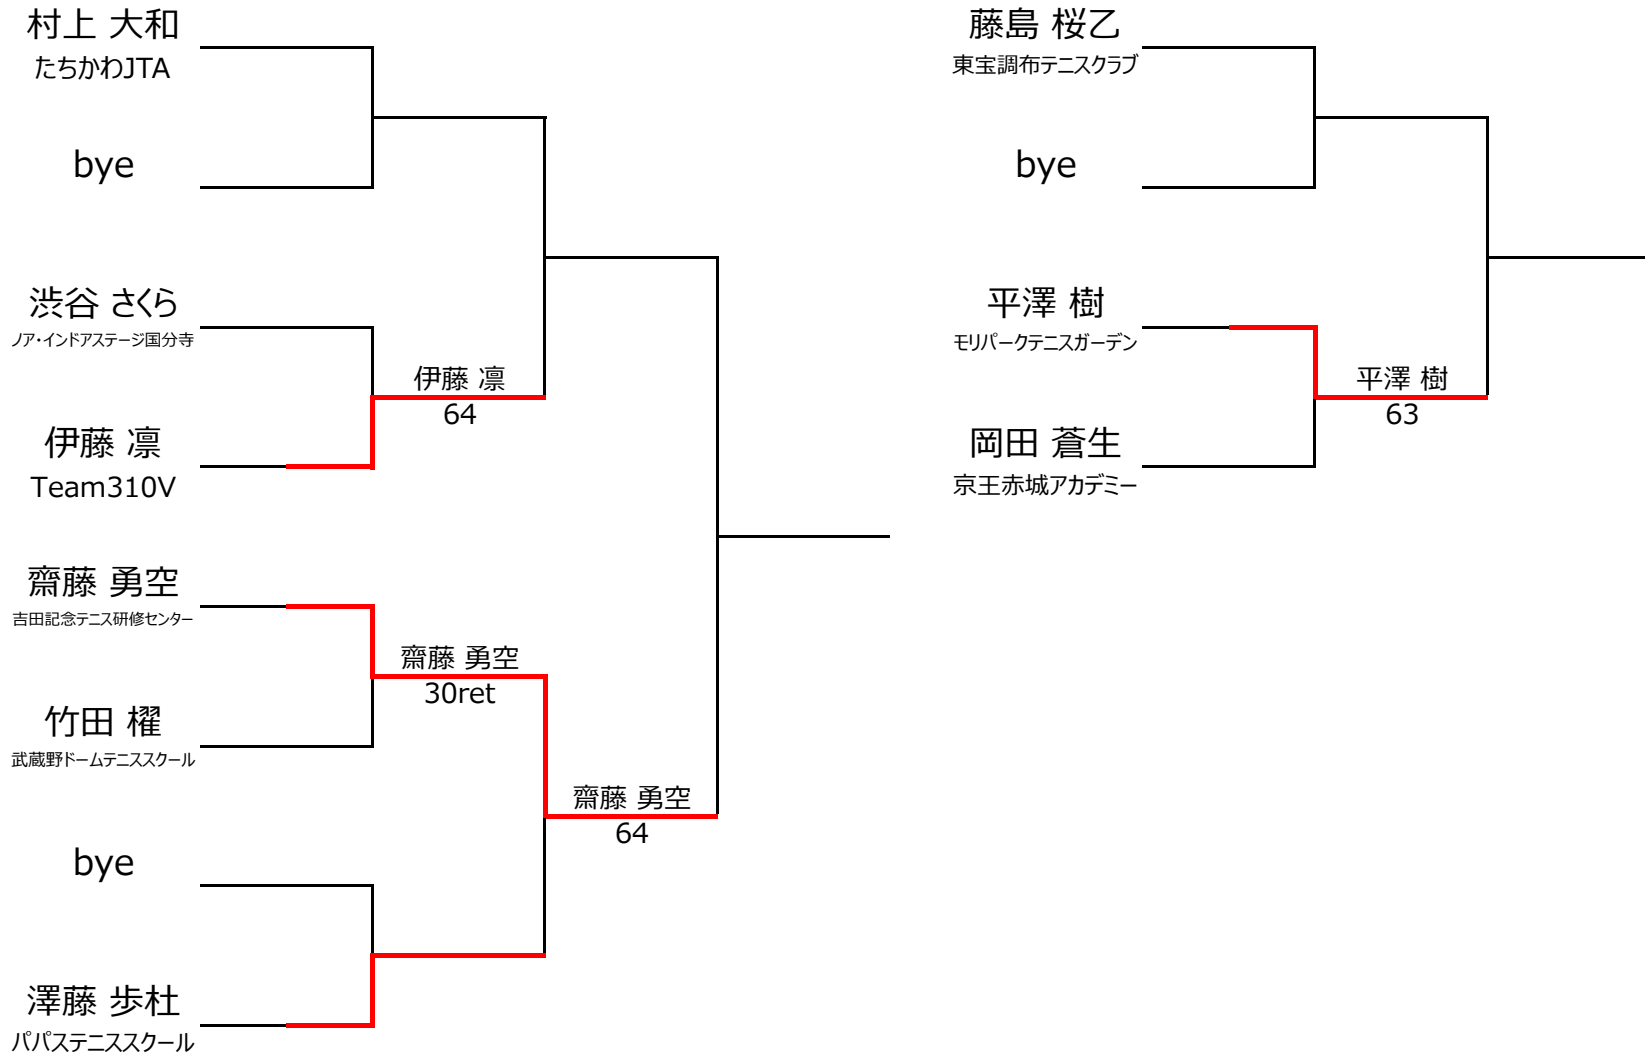 村上 大和
たちかわJTA
bye
渋谷 さくら
ノア・インドアステージ国分寺
伊藤 凛
64
伊藤 凛
Team310V
齋藤 勇空
吉田記念テニス研修センター
齋藤 勇空
30ret
竹田 櫂
武蔵野ドームテニススクール
齋藤 勇空
64
bye
澤藤 歩杜
パパステニススクール
藤島 桜乙
東宝調布テニスクラブ
bye
平澤 樹
モリパークテニスガーデン
平澤 樹
63
岡田 蒼生
京王赤城アカデミー